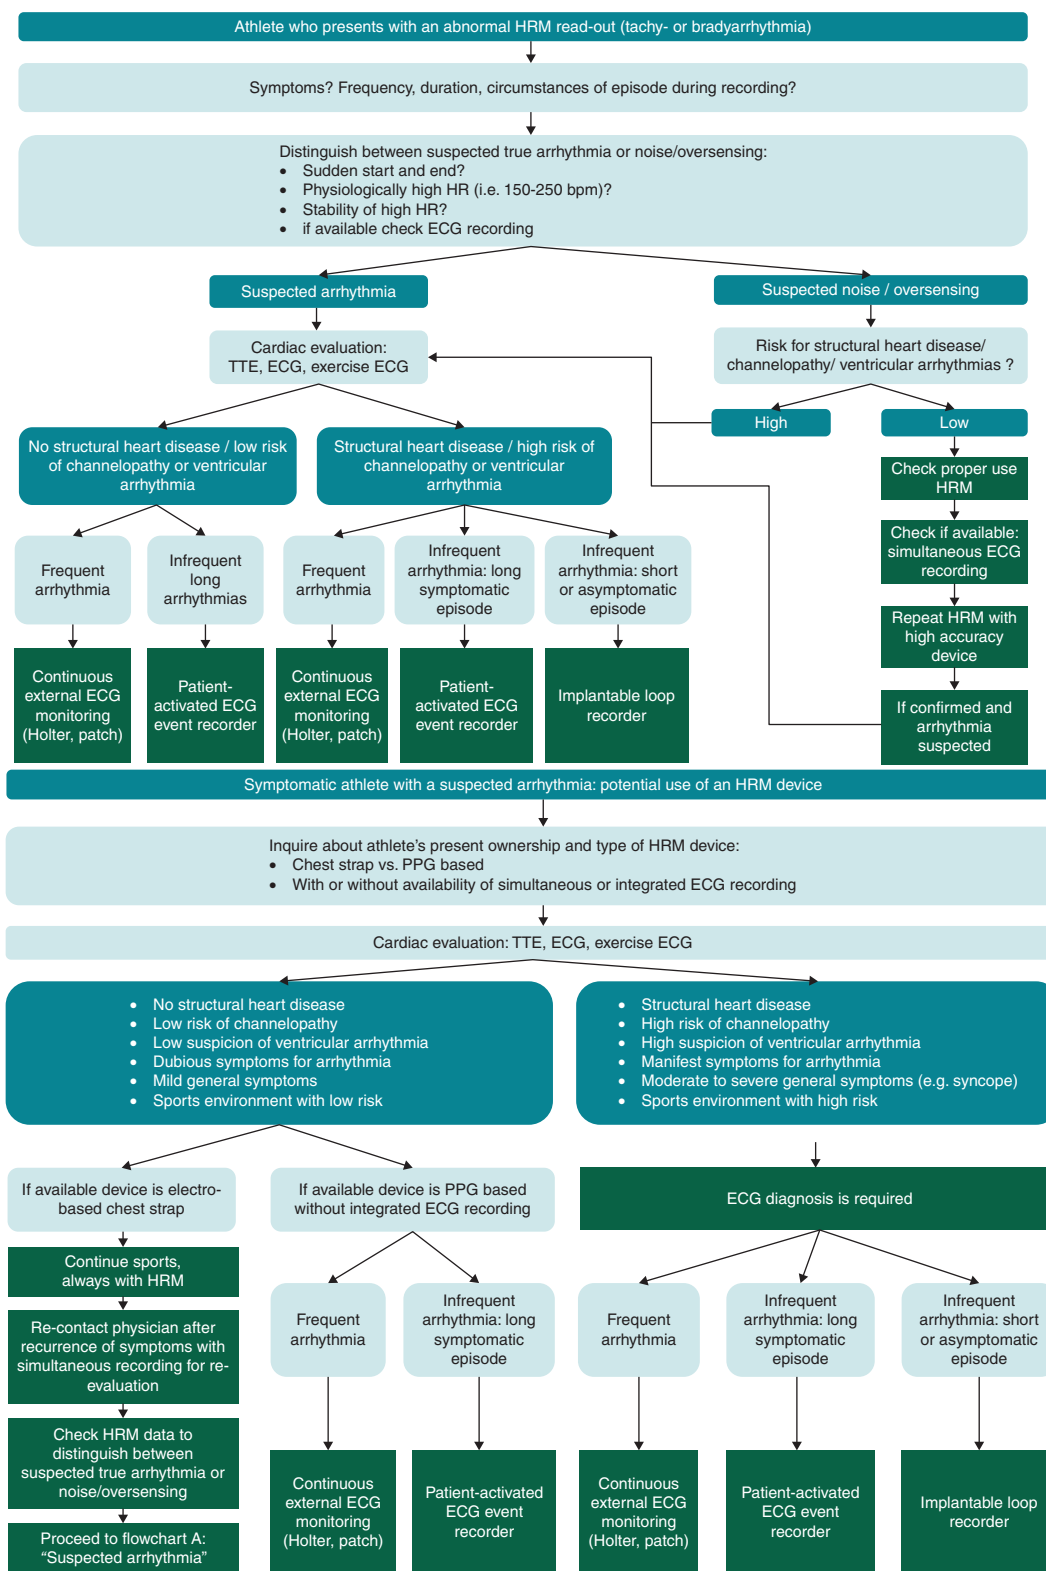 Athlete who presents with an abnormal HRM read-out (tachy- or bradyarrhythmia)
Symptoms? Frequency, duration, circumstances of episode during recording?
Distinguish between suspected true arrhythmia or noise/oversensing:
• Sudden start and end?
• Physiologically high HR (i.e. 150-250 bpm)?
• Stability of high HR?
• if available check ECG recording
Suspected arrhythmia
Suspected noise / oversensing
Cardiac evaluation:
TTE, ECG, exercise ECG
Risk for structural heart disease/
channelopathy/ ventricular arrhythmias ?
High
Low
No structural heart disease / low risk
of channelopathy or ventricular
arrhythmia
Structural heart disease / high risk of
channelopathy or ventricular
arrhythmia
Check proper use
HRM
Check if available:
simultaneous ECG
recording
Repeat HRM with
high accuracy
device
If confirmed and
arrhythmia
suspected
Frequent
arrhythmia
Infrequent
long
arrhythmias
Frequent
arrhythmia
Infrequent
arrhythmia: long
symptomatic
episode
Infrequent
arrhythmia: short
or asymptomatic
episode
Continuous
external ECG
monitoring
(Holter, patch)
Patient-
activated ECG
event recorder
Continuous
external ECG
monitoring
(Holter, patch)
Patient-
activated ECG
event recorder
Implantable loop
recorder
Symptomatic athlete with a suspected arrhythmia: potential use of an HRM device
Inquire about athlete's present ownership and type of HRM device:
• Chest strap vs. PPG based
• With or without availability of simultaneous or integrated ECG recording
Cardiac evaluation: TTE, ECG, exercise ECG
• No structural heart disease
• Low risk of channelopathy
• Low suspicion of ventricular arrhythmia
• Dubious symptoms for arrhythmia
• Mild general symptoms
• Sports environment with low risk
• Structural heart disease
• High risk of channelopathy
• High suspicion of ventricular arrhythmia
• Manifest symptoms for arrhythmia
• Moderate to severe general symptoms (e.g. syncope)
• Sports environment with high risk
If available device is electro-
based chest strap
If available device is PPG based
without integrated ECG recording
ECG diagnosis is required
Continue sports,
always with HRM
Re-contact physician after
recurrence of symptoms with
simultaneous recording for re-
evaluation
Check HRM data to
distinguish between
suspected true arrhythmia or
noise/oversensing
Proceed to flowchart A:
“Suspected arrhythmia”
Frequent
arrhythmia
Infrequent
arrhythmia: long
symptomatic
episode
Frequent
arrhythmia
Infrequent
arrhythmia: long
symptomatic
episode
Infrequent
arrhythmia: short
or asymptomatic
episode
Continuous
external ECG
monitoring
(Holter, patch)
Patient-activated
ECG event
recorder
Continuous
external ECG
monitoring
(Holter, patch)
Patient-activated
ECG event
recorder
Implantable loop
recorder